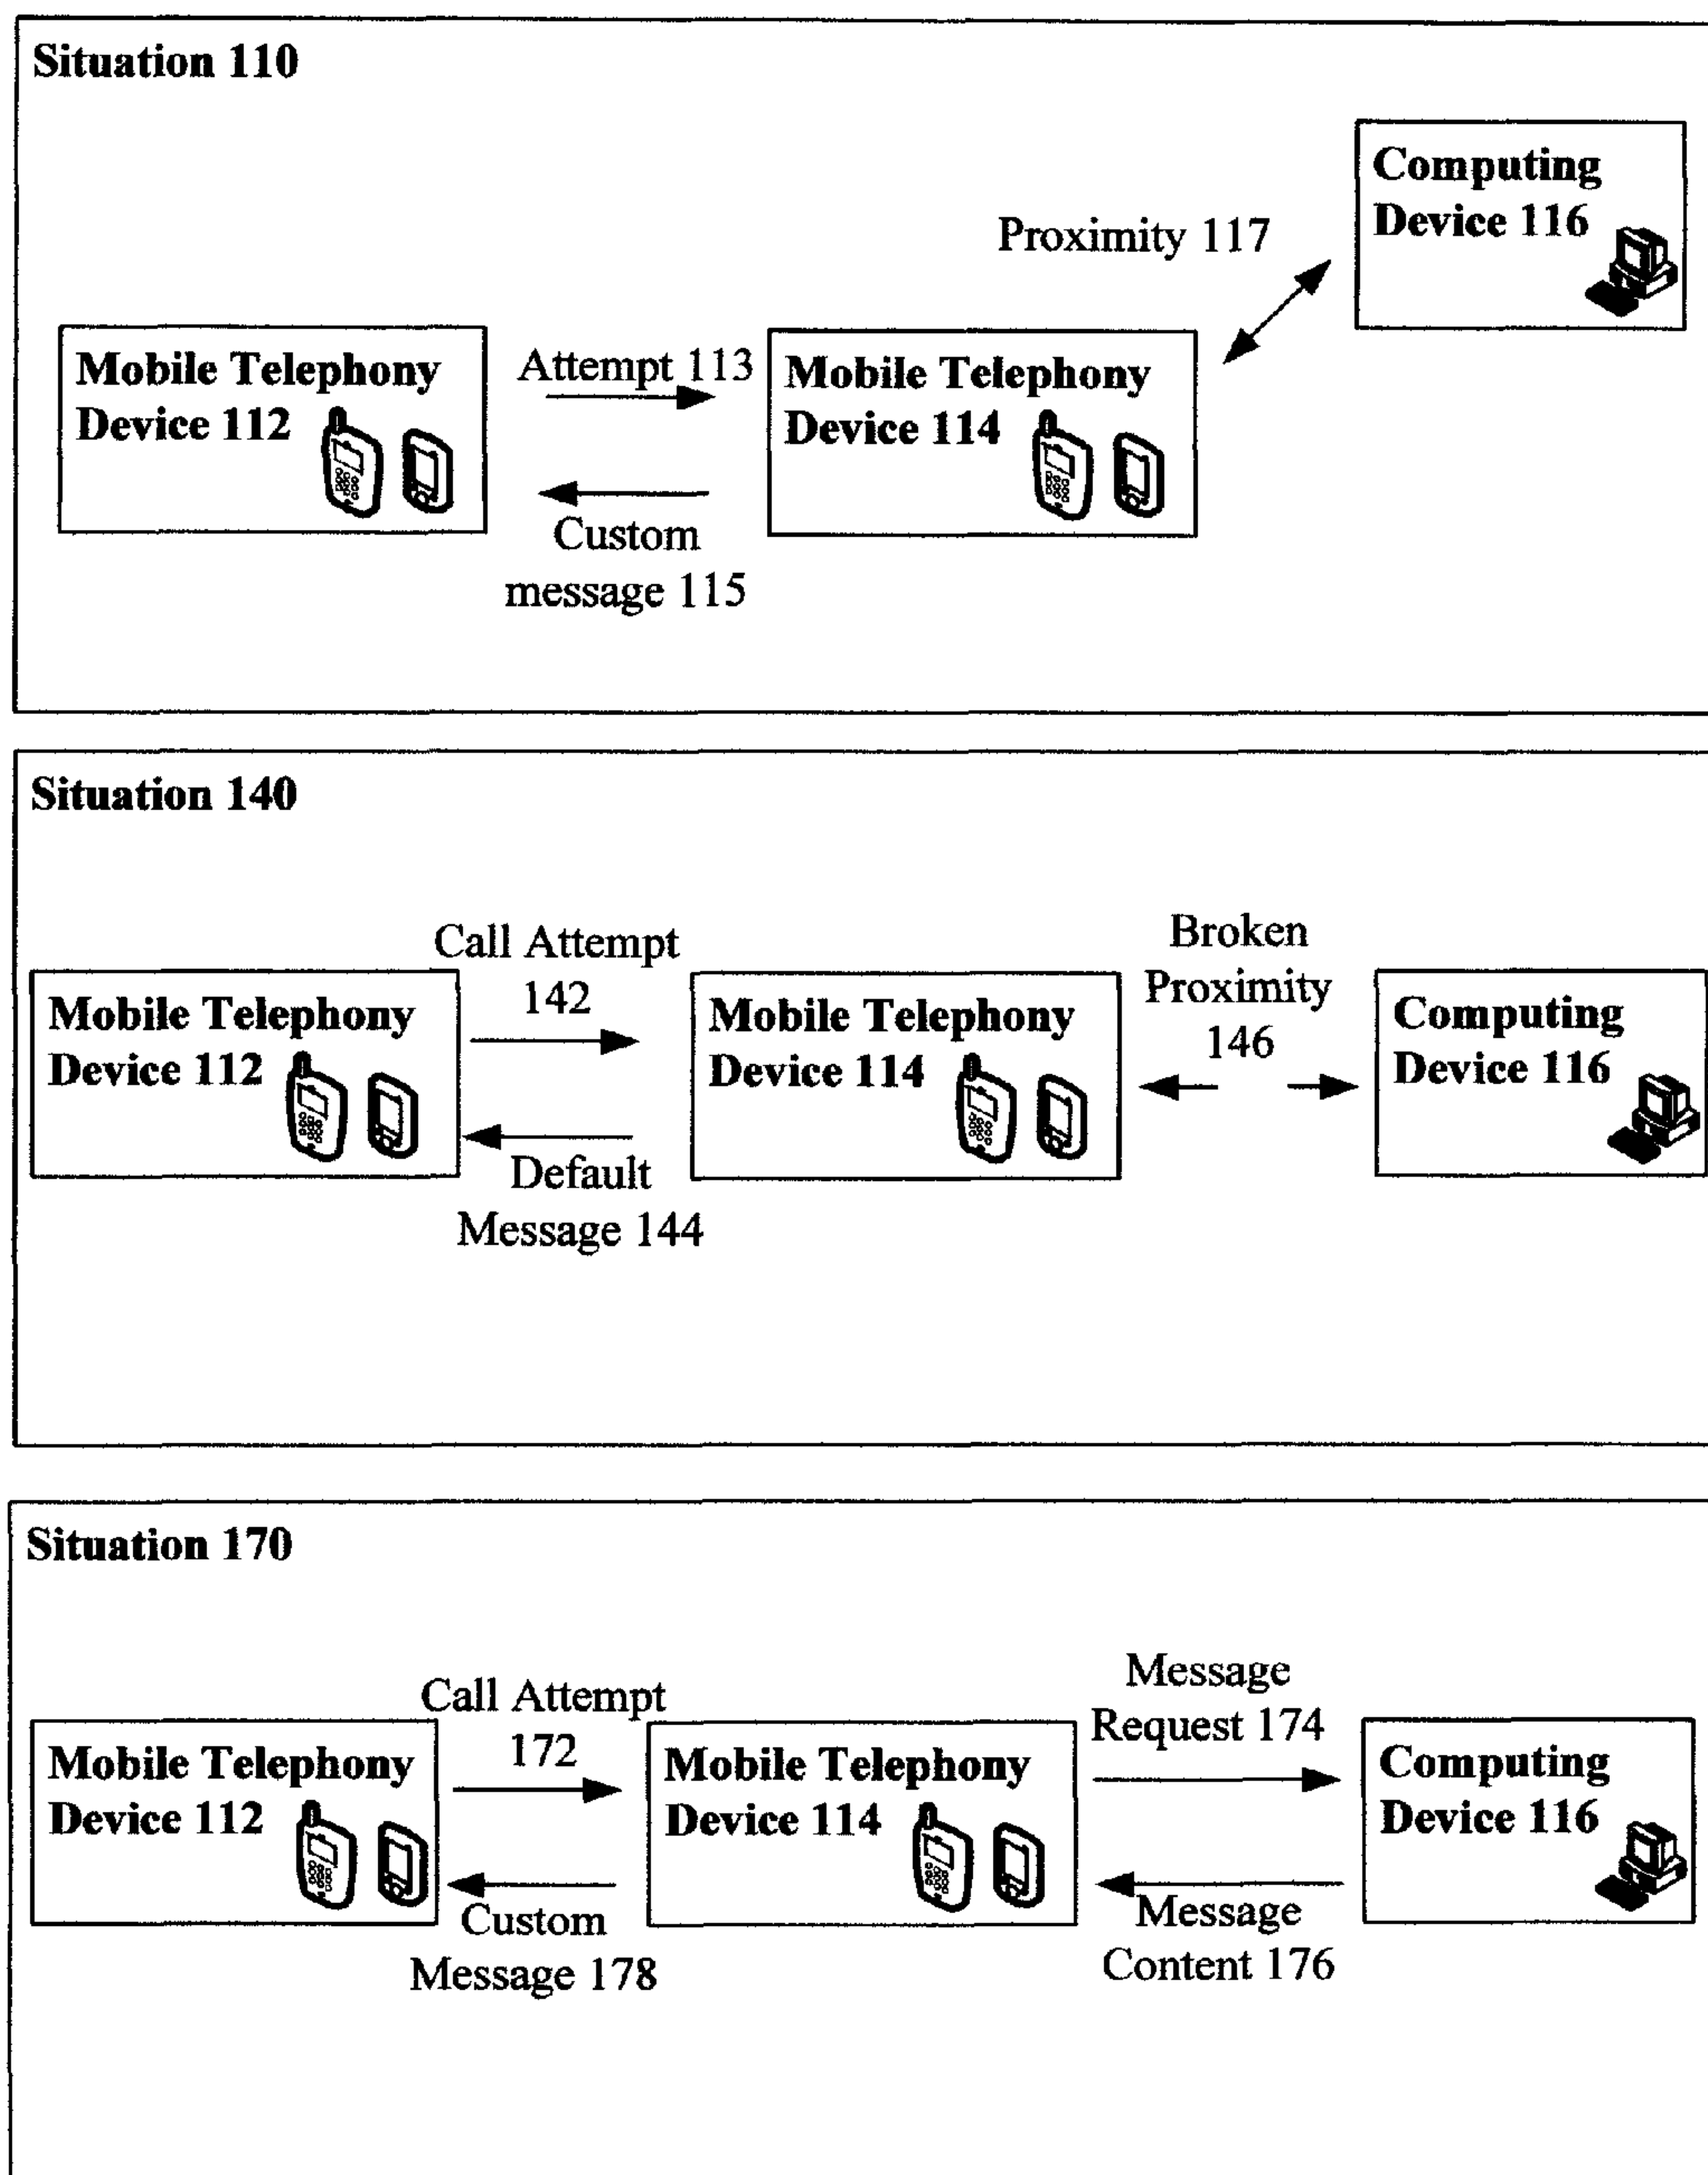 Situation 110
Computing
Device 116
Proximity 117
Mobile Telephony
Device 112
Attempt 113
Mobile Telephony
Device 114
Custom
message 115
Situation 140
Call Attempt
142
Broken
Proximity
146
Mobile Telephony
Device 112
Mobile Telephony
Device 114
Computing
Device 116
Default
Message 144
Situation 170
Call Attempt
172
Message
Request 174
Mobile Telephony
Device 112
Mobile Telephony
Device 114
Computing
Device 116
Custom
Message 178
Message
Content 176